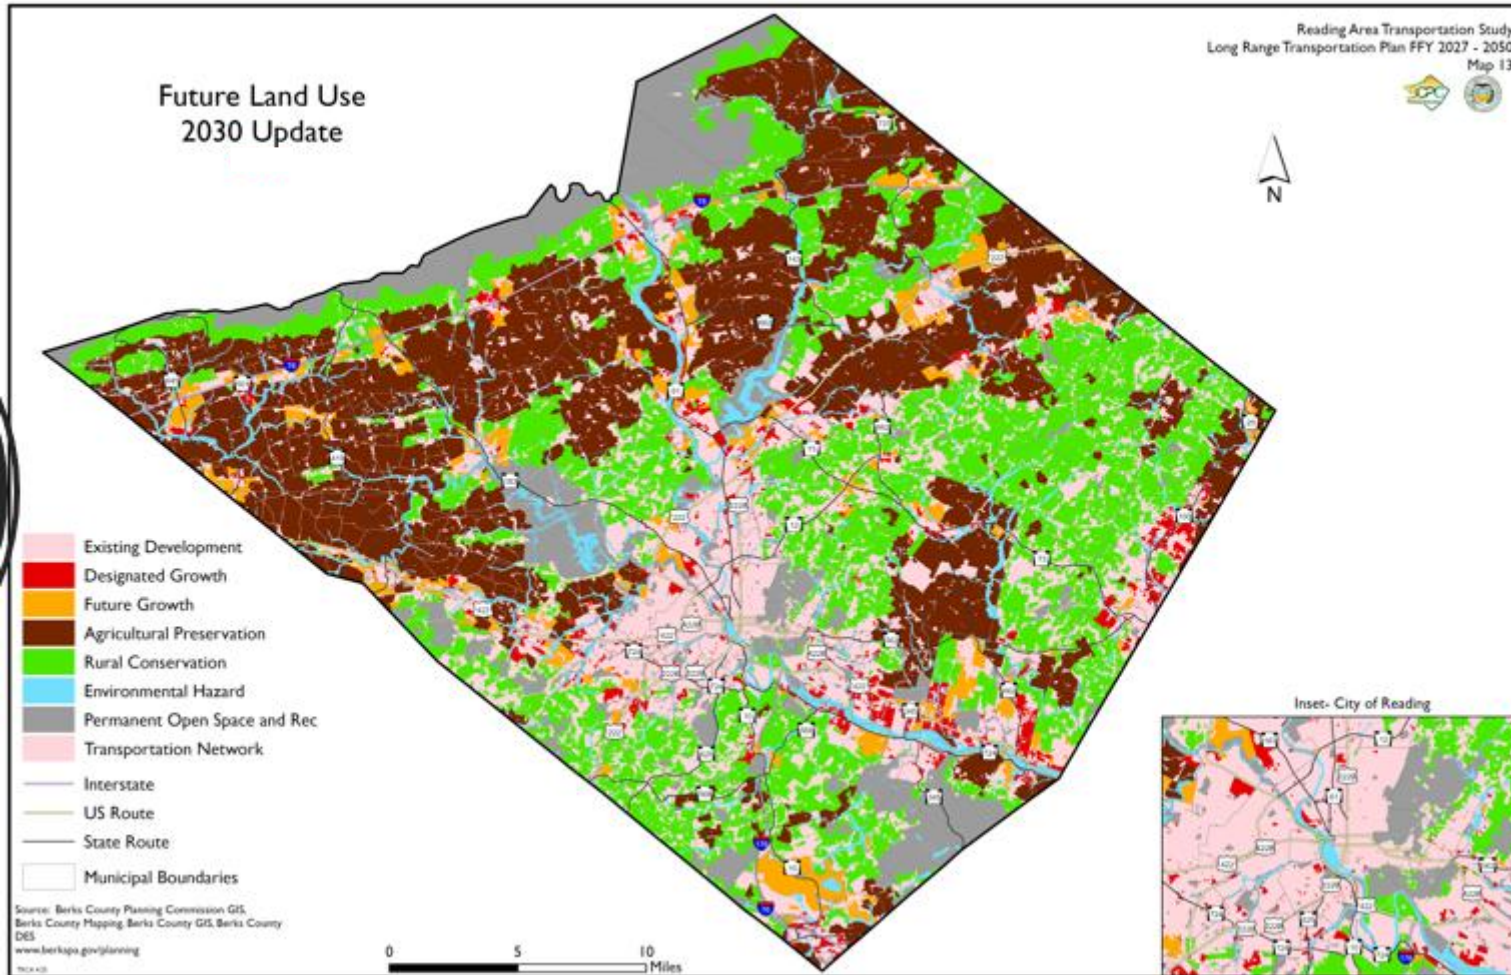 Future Land Use
2030 Update
Reading Area Transportation Study
Long Range Transportation Plan FFY 2027 - 2050
Map 13
N
Existing Development
Designated Growth
Future Growth
Agricultural Preservation
Rural Conservation
Environmental Hazard
Permanent Open Space and Rec
Transportation Network
Interstate
US Route
State Route
Municipal Boundaries
Source: Berks County Planning Commission GIS,
Berks County Mapping, Berks County GIS, Berks County
DES
www.berkspa.gov/planning
0 5 10
Miles
Inset- City of Reading